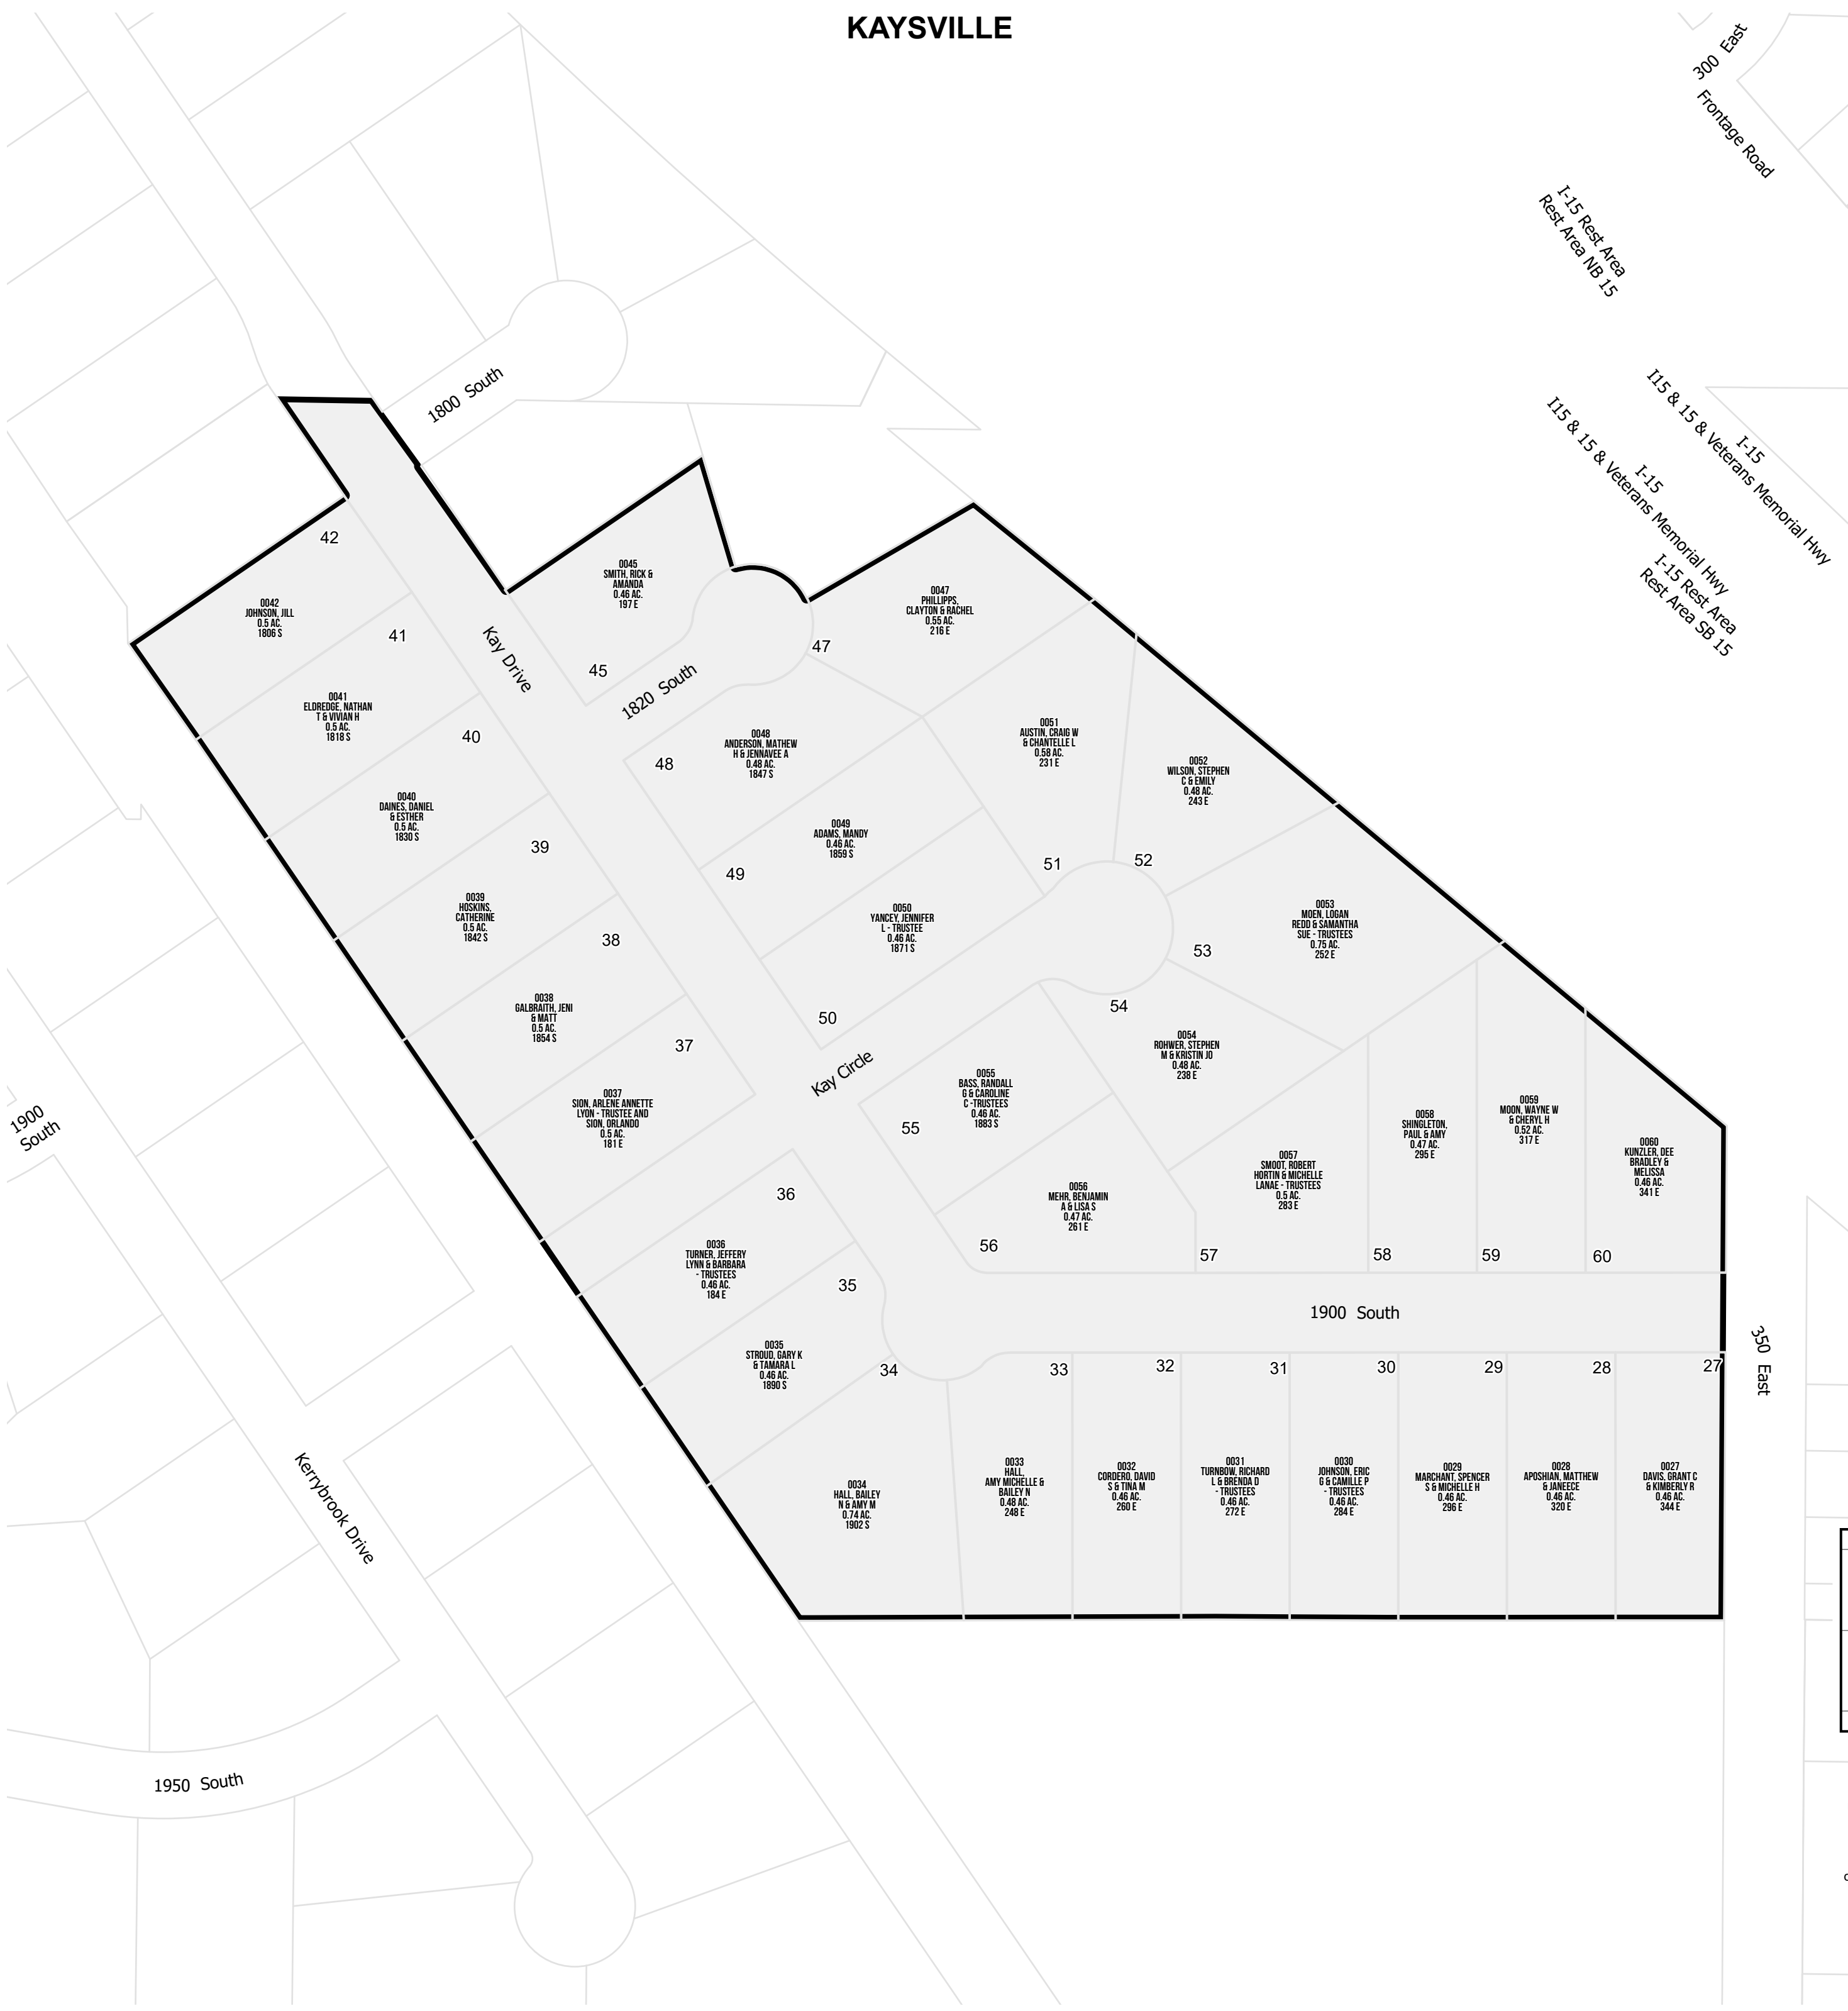 KAYSVILLE
300 East
Frontage Road
I-15 Rest Area
Rest Area NB 15
I-15
I15 & 15 & Veterans Memorial Hwy
I-15
I15 & 15 & Veterans Memorial Hwy
I-15 Rest Area
Rest Area SB 15
1800 South
42
0042
JOHNSON, JILL
0.5 AC.
1806 S
41
0041
ELDREDGE, NATHAN
T & VIVIAN H
0.5 AC.
1818 S
40
0040
DAINES, DANIEL
& ESTHER
0.5 AC.
1830 S
39
0039
HOSKINS,
CATHERINE
0.5 AC.
1842 S
38
0038
GALBRAITH, JENI
& MATT
0.5 AC.
1854 S
37
0037
SION, ARLENE ANNETTE
LYON - TRUSTEE AND
SION, ORLANDO
0.5 AC.
181 E
Kay Drive
0045
SMITH, RICK &
AMANDA
0.46 AC.
197 E
45
1820 South
47
0047
PHILLIPPS,
CLAYTON & RACHEL
0.55 AC.
216 E
48
0048
ANDERSON, MATHEW
H & JENNAVEE A
0.48 AC.
1847 S
49
0049
ADAMS, MANDY
0.46 AC.
1859 S
50
0050
YANCEY, JENNIFER
L - TRUSTEE
0.46 AC.
1871 S
51
0051
AUSTIN, CRAIG W
& CHANTELLE L
0.58 AC.
231 E
52
0052
WILSON, STEPHEN
C & EMILY
0.48 AC.
243 E
53
0053
MOEN, LOGAN
REDD & SAMANTHA
SUE - TRUSTEES
0.75 AC.
252 E
54
0054
ROHWER, STEPHEN
M & KRISTIN JO
0.48 AC.
238 E
Kay Circle
55
0055
BASS, RANDALL
G & CAROLINE
C -TRUSTEES
0.46 AC.
1883 S
56
0056
MEHR, BENJAMIN
A & LISA S
0.47 AC.
261 E
57
0057
SMOOT, ROBERT
HORTIN & MICHELLE
LANAE - TRUSTEES
0.5 AC.
283 E
58
0058
SHINGLETON,
PAUL & AMY
0.47 AC.
295 E
59
0059
MOON, WAYNE W
& CHERYL H
0.52 AC.
317 E
60
0060
KUNZLER, DEE
BRADLEY &
MELISSA
0.46 AC.
341 E
1900
South
36
0036
TURNER, JEFFERY
LYNN & BARBARA
- TRUSTEES
0.46 AC.
184 E
35
0035
STROUD, GARY K
& TAMARA L
0.46 AC.
1890 S
1900 South
350 East
34
0034
HALL, BAILEY
N & AMY M
0.74 AC.
1902 S
33
0033
HALL,
AMY MICHELLE &
BAILEY N
0.48 AC.
248 E
32
0032
CORDERO, DAVID
S & TINA M
0.46 AC.
260 E
31
0031
TURNBOW, RICHARD
L & BRENDA D
- TRUSTEES
0.46 AC.
272 E
30
0030
JOHNSON, ERIC
G & CAMILLE P
- TRUSTEES
0.46 AC.
284 E
29
0029
MARCHANT, SPENCER
S & MICHELLE H
0.46 AC.
296 E
28
0028
APOSHIAN, MATTHEW
& JANEECE
0.46 AC.
320 E
27
0027
DAVIS, GRANT C
& KIMBERLY R
0.46 AC.
344 E
Kerrybrook Drive
1950 South